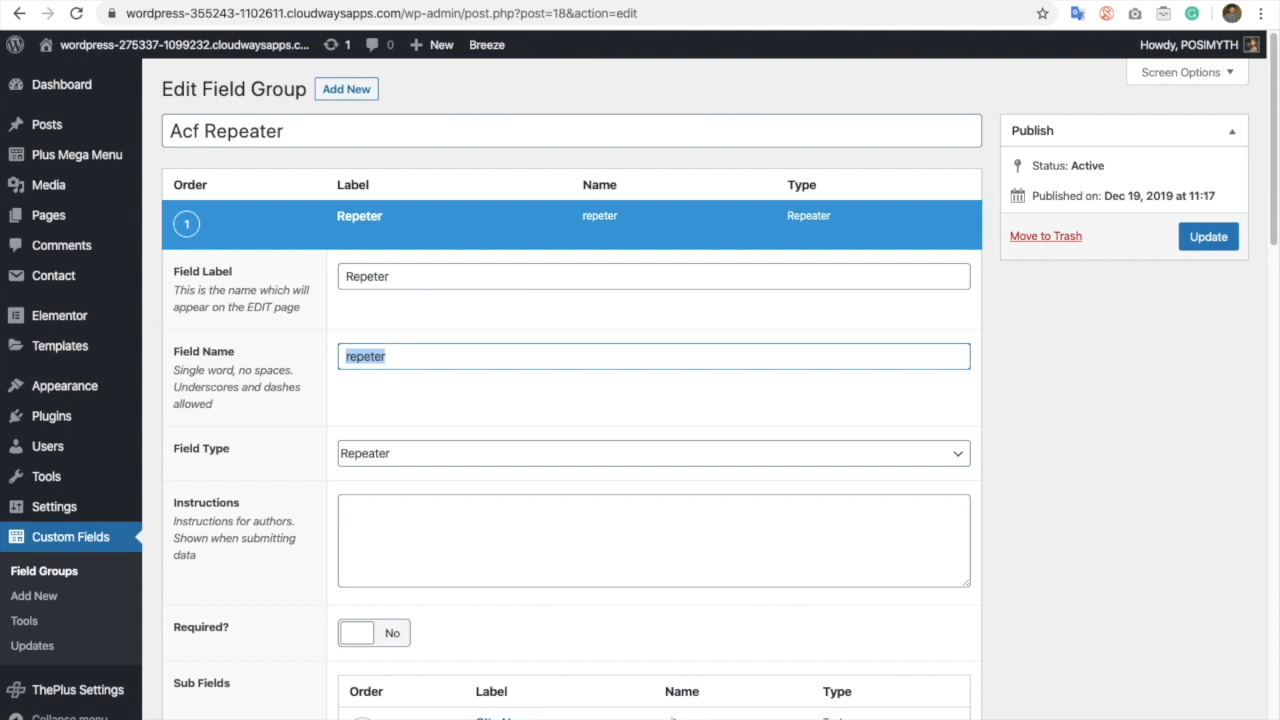 wordpress-355243-1102611.cloudwaysapps.com/wp-admin/post.php?post=18&action=edit
wordpress-275337-1099232.cloudwaysapps.c...
1
0
New
Breeze
Howdy, POSIMYTH
Dashboard
Posts
Plus Mega Menu
Media
Pages
Comments
Contact
Elementor
Templates
Appearance
Plugins
Users
Tools
Settings
Custom Fields
Field Groups
Add New
Tools
Updates
ThePlus Settings
Collapse menu
Screen Options
Edit Field Group
Add New
Acf Repeater
Order Label Name Type
1 Repeter repeter Repeater
Field Label
This is the name which will
appear on the EDIT page
Repeter
Field Name
Single word, no spaces.
Underscores and dashes
allowed
repeter
Field Type
Repeater
Instructions
Instructions for authors.
Shown when submitting
data
Required?
No
Sub Fields
Order Label Name Type
Publish
Status: Active
Published on: Dec 19, 2019 at 11:17
Move to Trash
Update